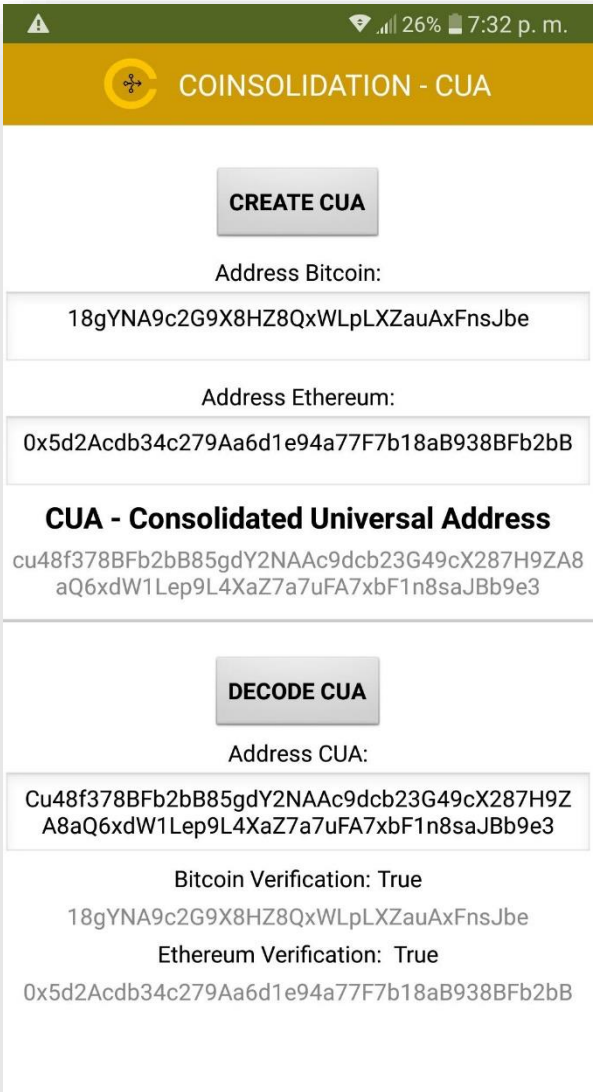 26% 7:32 p. m.
COINSOLIDATION - CUA
CREATE CUA
Address Bitcoin:
18gYNA9c2G9X8HZ8QxWLpLXZauAxFnsJbe
Address Ethereum:
0x5d2Acdb34c279Aa6d1e94a77F7b18aB938BFb2bB
CUA - Consolidated Universal Address
cu48f378BFb2bB85gdY2NAAc9dcb23G49cX287H9ZA8
aQ6xdW1Lep9L4XaZ7a7uFA7xbF1n8saJBb9e3
DECODE CUA
Address CUA:
Cu48f378BFb2bB85gdY2NAAc9dcb23G49cX287H9Z
A8aQ6xdW1Lep9L4XaZ7a7uFA7xbF1n8saJBb9e3
Bitcoin Verification: True
18gYNA9c2G9X8HZ8QxWLpLXZauAxFnsJbe
Ethereum Verification: True
0x5d2Acdb34c279Aa6d1e94a77F7b18aB938BFb2bB